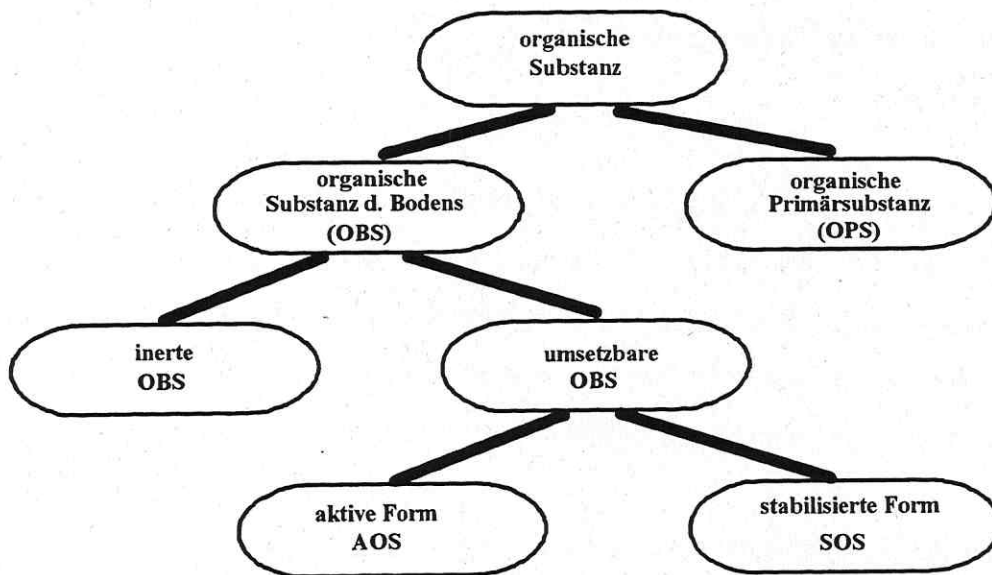 organische
Substanz
organische
Substanz d. Bodens
(OBS)
organische
Primärsubstanz
(OPS)
inerte
OBS
umsetzbare
OBS
aktive Form
AOS
stabilisierte Form
SOS